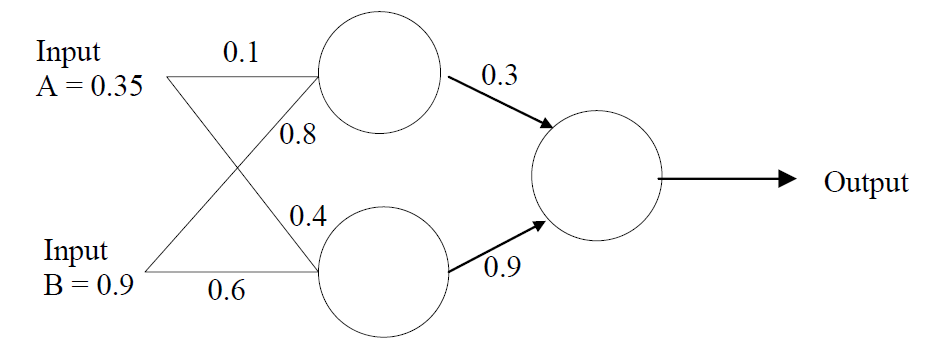 Input
A = 0.35
0.1
0.3
0.8
Output
0.4
Input
B = 0.9
0.6
0.9